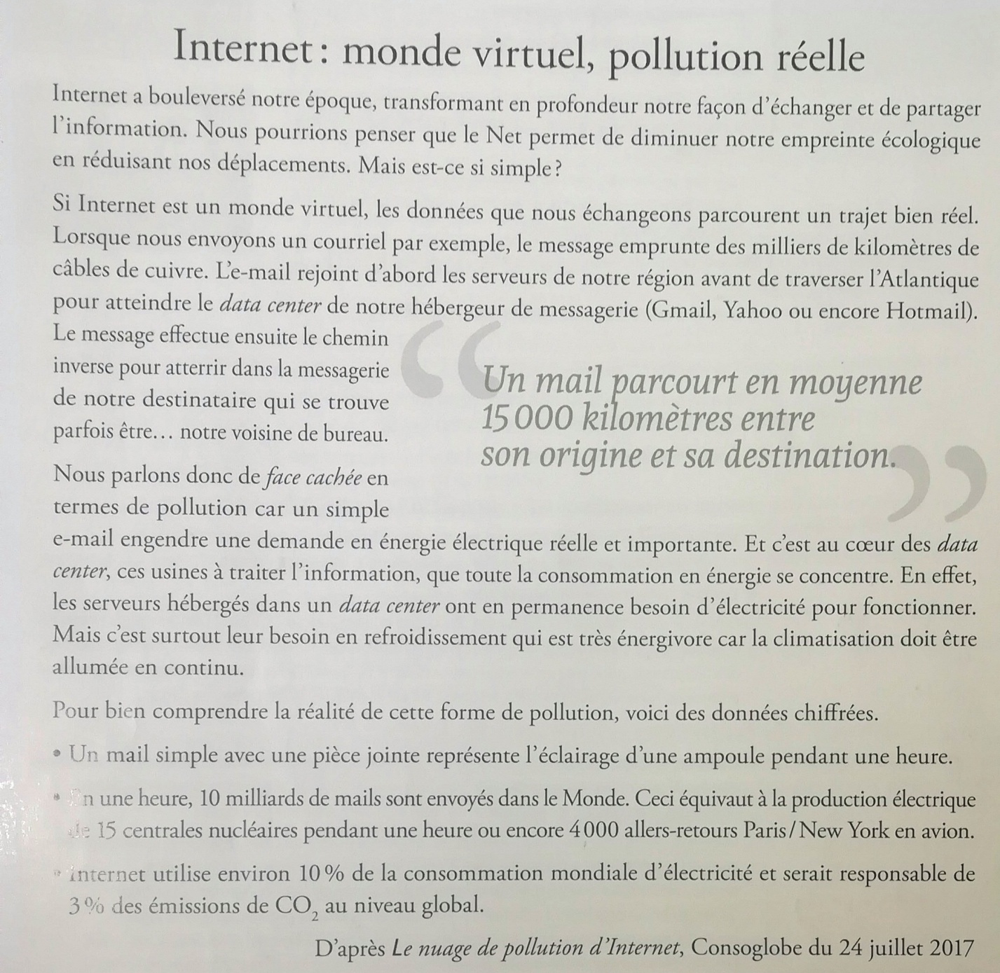 Internet : monde virtuel, pollution réelle
Internet a bouleversé notre époque, transformant en profondeur notre façon d'échanger et de partager
l'information. Nous pourrions penser que le Net permet de diminuer notre empreinte écologique
en réduisant nos déplacements. Mais est-ce si simple ?
Si Internet est un monde virtuel, les données que nous échangeons parcourent un trajet bien réel.
Lorsque nous envoyons un courriel par exemple, le message emprunte des milliers de kilomètres de
câbles de cuivre. L'e-mail rejoint d'abord les serveurs de notre région avant de traverser l'Atlantique
pour atteindre le data center de notre hébergeur de messagerie (Gmail, Yahoo ou encore Hotmail).
Le message effectue ensuite le chemin
inverse pour atterrir dans la messagerie
de notre destinataire qui se trouve
parfois être... notre voisine de bureau.
“ Un mail parcourt en moyenne
15 000 kilomètres entre
son origine et sa destination. ”
Nous parlons donc de face cachée en
termes de pollution car un simple
e-mail engendre une demande en énergie électrique réelle et importante. Et c'est au cœur des data
center, ces usines à traiter l'information, que toute la consommation en énergie se concentre. En effet,
les serveurs hébergés dans un data center ont en permanence besoin d'électricité pour fonctionner.
Mais c'est surtout leur besoin en refroidissement qui est très énergivore car la climatisation doit être
allumée en continu.
Pour bien comprendre la réalité de cette forme de pollution, voici des données chiffrées.
• Un mail simple avec une pièce jointe représente l'éclairage d'une ampoule pendant une heure.
• En une heure, 10 milliards de mails sont envoyés dans le Monde. Ceci équivaut à la production électrique
de 15 centrales nucléaires pendant une heure ou encore 4 000 allers-retours Paris / New York en avion.
• Internet utilise environ 10 % de la consommation mondiale d'électricité et serait responsable de
3 % des émissions de CO₂ au niveau global.
D'après Le nuage de pollution d'Internet, Consoglobe du 24 juillet 2017